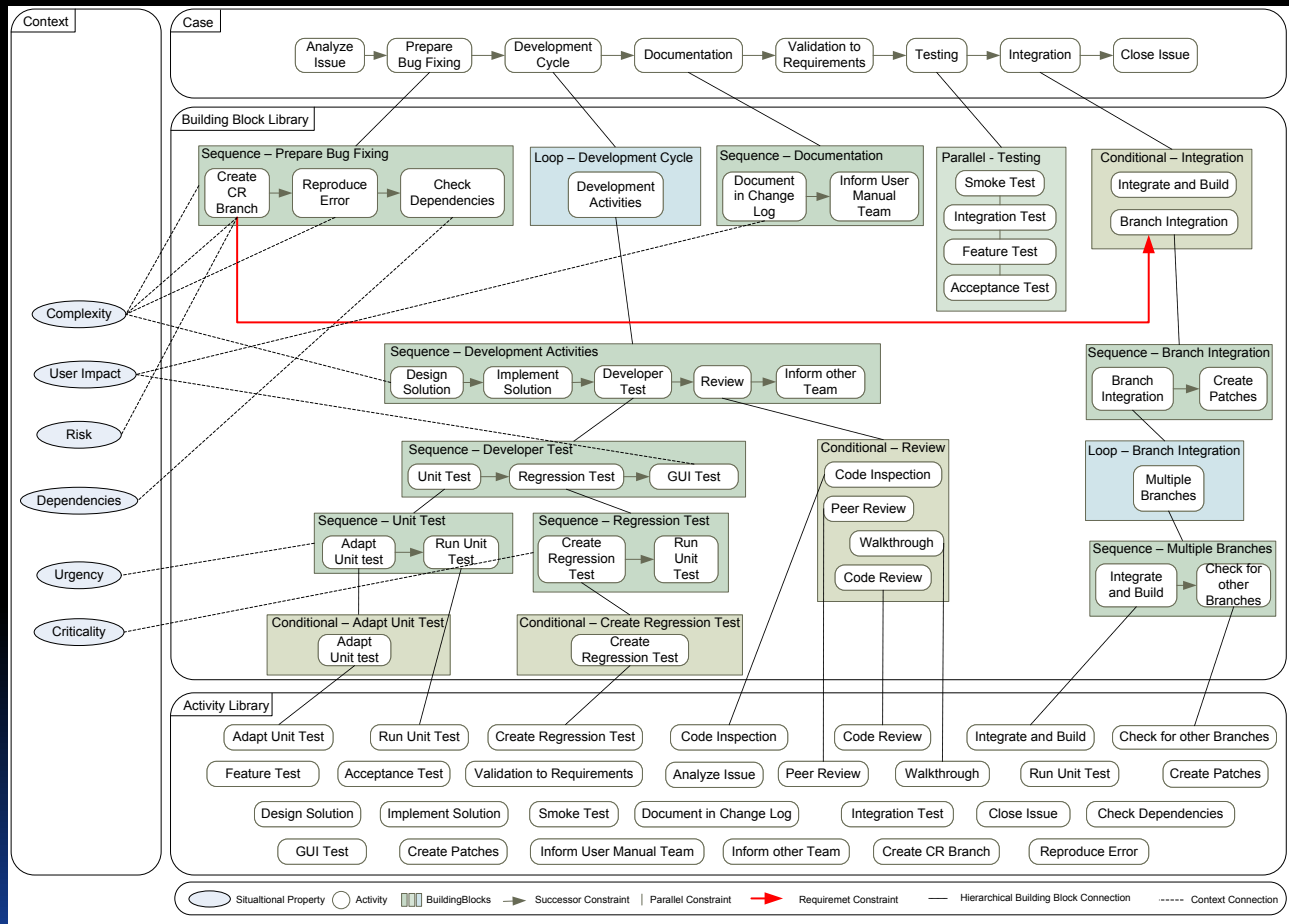 Context
Case
Analyze
Issue
Prepare
Bug Fixing
Development
Cycle
Documentation
Validation to
Requirements
Testing
Integration
Close Issue
Building Block Library
Sequence – Prepare Bug Fixing
Create
CR
Branch
Reproduce
Error
Check
Dependencies
Loop – Development Cycle
Development
Activities
Sequence – Documentation
Document
in Change
Log
Inform User
Manual
Team
Parallel - Testing
Smoke Test
Integration Test
Feature Test
Acceptance Test
Conditional – Integration
Integrate and Build
Branch Integration
Complexity
User Impact
Risk
Dependencies
Urgency
Criticality
Sequence – Development Activities
Design
Solution
Implement
Solution
Developer
Test
Review
Inform other
Team
Sequence – Branch Integration
Branch
Integration
Create
Patches
Sequence – Developer Test
Unit Test
Regression Test
GUI Test
Conditional – Review
Code Inspection
Peer Review
Walkthrough
Code Review
Loop – Branch Integration
Multiple
Branches
Sequence – Unit Test
Adapt
Unit test
Run Unit
Test
Sequence – Regression Test
Create
Regression
Test
Run
Unit
Test
Sequence – Multiple Branches
Integrate
and Build
Check for
other
Branches
Conditional – Adapt Unit Test
Adapt
Unit test
Conditional – Create Regression Test
Create
Regression Test
Activity Library
Adapt Unit Test
Run Unit Test
Create Regression Test
Code Inspection
Code Review
Integrate and Build
Check for other Branches
Feature Test
Acceptance Test
Validation to Requirements
Analyze Issue
Peer Review
Walkthrough
Run Unit Test
Create Patches
Design Solution
Implement Solution
Smoke Test
Document in Change Log
Integration Test
Close Issue
Check Dependencies
GUI Test
Create Patches
Inform User Manual Team
Inform other Team
Create CR Branch
Reproduce Error
Situaltional Property
Activity
BuildingBlocks
Successor Constraint
Parallel Constraint
Requiremet Constraint
Hierarchical Building Block Connection
Context Connection